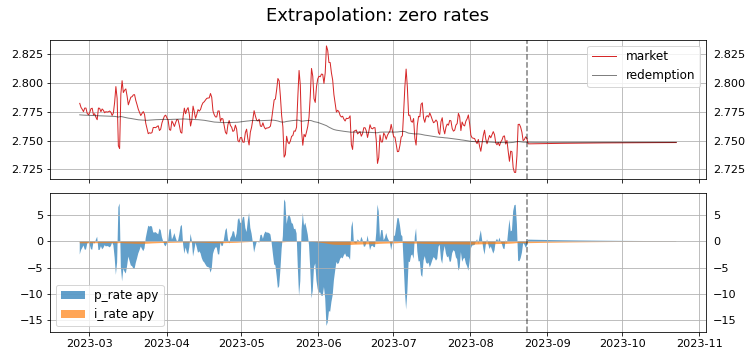 Extrapolation: zero rates
2.825 2.825
2.800 2.800
2.775 2.775
2.750 2.750
2.725 2.725
market
redemption
5 5
0 0
−5 −5
−10 −10
−15 −15
p_rate apy
i_rate apy
2023-03 2023-04 2023-05 2023-06 2023-07 2023-08 2023-09 2023-10 2023-11